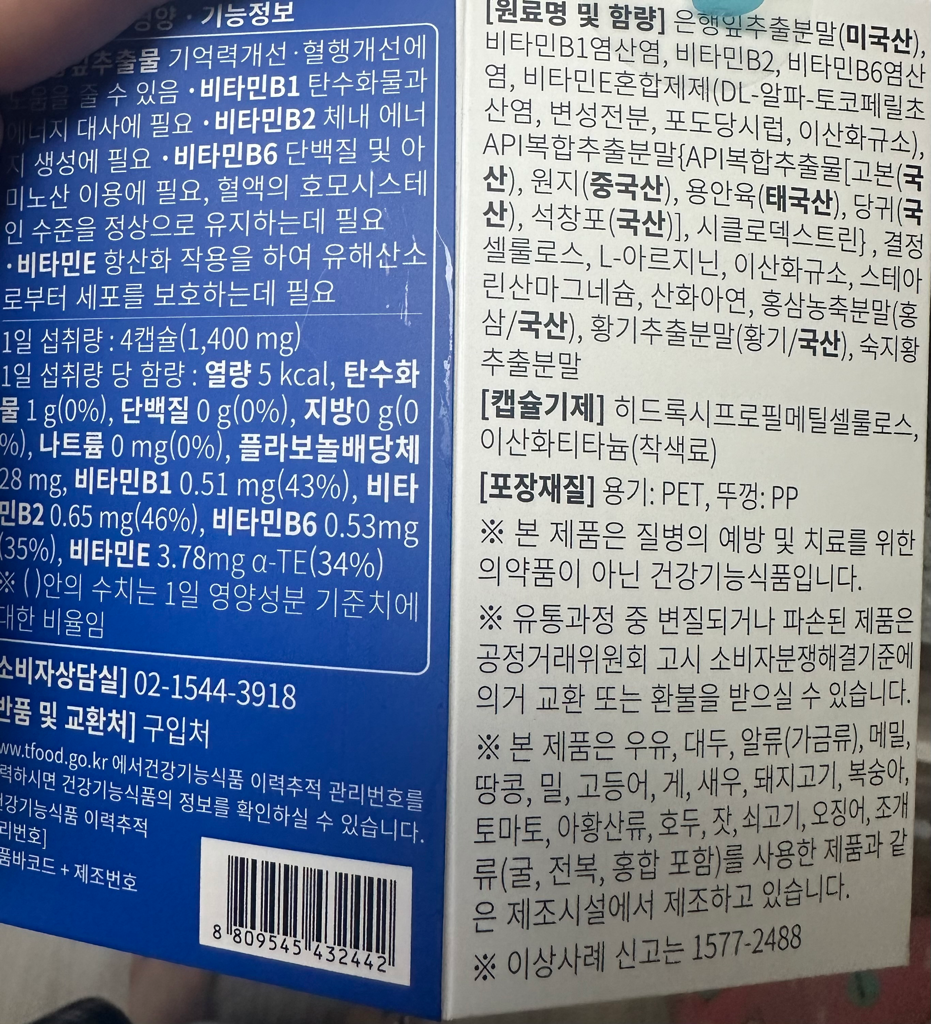 영양 · 기능정보
은행잎추출물 기억력개선·혈행개선에
도움을 줄 수 있음 ·비타민B1 탄수화물과
에너지 대사에 필요 ·비타민B2 체내 에너
지 생성에 필요 ·비타민B6 단백질 및 아
미노산 이용에 필요, 혈액의 호모시스테
인 수준을 정상으로 유지하는데 필요
·비타민E 항산화 작용을 하여 유해산소
로부터 세포를 보호하는데 필요
1일 섭취량 : 4캡슐(1,400 mg)
1일 섭취량 당 함량 : 열량 5 kcal, 탄수화
물 1 g(0%), 단백질 0 g(0%), 지방0 g(0
%), 나트륨 0 mg(0%), 플라보놀배당체
28 mg, 비타민B1 0.51 mg(43%), 비타
민B2 0.65 mg(46%), 비타민B6 0.53mg
(35%), 비타민E 3.78mg α-TE(34%)
※ ( )안의 수치는 1일 영양성분 기준치에
대한 비율임
소비자상담실] 02-1544-3918
반품 및 교환처] 구입처
www.tfood.go.kr 에서건강기능식품 이력추적 관리번호를
력하시면 건강기능식품의 정보를 확인하실 수 있습니다.
건강기능식품 이력추적
리번호]
품바코드 + 제조번호
8 809545 432442
[원료명 및 함량] 은행잎추출분말(미국산),
비타민B1염산염, 비타민B2, 비타민B6염산
염, 비타민E혼합제제(DL-알파-토코페릴초
산염, 변성전분, 포도당시럽, 이산화규소),
API복합추출분말{API복합추출물[고본(국
산), 원지(중국산), 용안육(태국산), 당귀(국
산), 석창포(국산)], 시클로덱스트린} , 결정
셀룰로스, L-아르지닌, 이산화규소, 스테아
린산마그네슘, 산화아연, 홍삼농축분말(홍
삼/국산), 황기추출분말(황기/국산), 숙지황
추출분말
[캡슐기제] 히드록시프로필메틸셀룰로스,
이산화티타늄(착색료)
[포장재질] 용기: PET, 뚜껑: PP
※ 본 제품은 질병의 예방 및 치료를 위한
의약품이 아닌 건강기능식품입니다.
※ 유통과정 중 변질되거나 파손된 제품은
공정거래위원회 고시 소비자분쟁해결기준에
의거 교환 또는 환불을 받으실 수 있습니다.
※ 본 제품은 우유, 대두, 알류(가금류), 메밀,
땅콩, 밀, 고등어, 게, 새우, 돼지고기, 복숭아,
토마토, 아황산류, 호두, 잣, 쇠고기, 오징어, 조개
류(굴, 전복, 홍합 포함)를 사용한 제품과 같
은 제조시설에서 제조하고 있습니다.
※ 이상사례 신고는 1577-2488